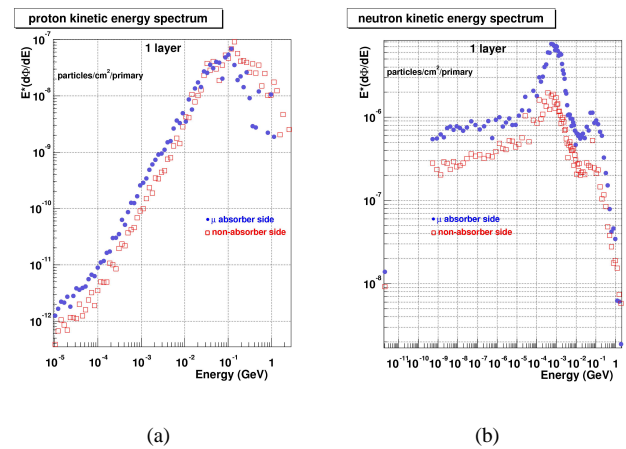 proton kinetic energy spectrum
E*(dΦ/dE)
10⁻⁷
10⁻⁸
10⁻⁹
10⁻¹⁰
10⁻¹¹
10⁻¹²
1 layer
particles/cm²/primary
μ absorber side
non-absorber side
10⁻⁵ 10⁻⁴ 10⁻³ 10⁻² 10⁻¹ 1
Energy (GeV)
(a)
neutron kinetic energy spectrum
E*(dΦ/dE)
10⁻⁶
10⁻⁷
10⁻⁸
1 layer
particles/cm²/primary
μ absorber side
non-absorber side
10⁻¹¹ 10⁻¹⁰ 10⁻⁹ 10⁻⁸ 10⁻⁷ 10⁻⁶ 10⁻⁵ 10⁻⁴ 10⁻³ 10⁻² 10⁻¹ 1
Energy (GeV)
(b)